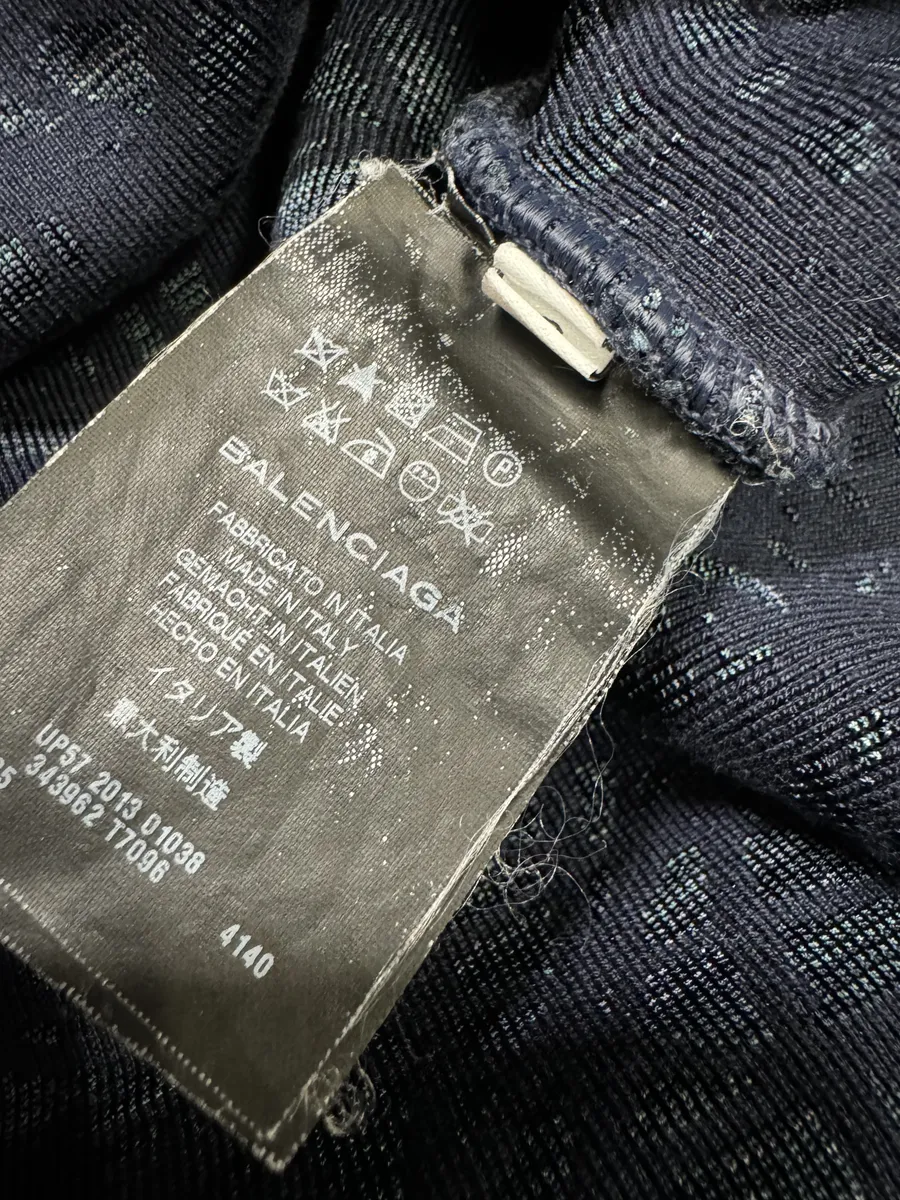 P
BALENCIAGA
FABBRICATO IN ITALIA
MADE IN ITALY
GEMACHT IN ITALIEN
FABRIQUÉ EN ITALIE
HECHO EN ITALIA
イタリア製
意大利制造
UP57 2013 01038
343962 T7096
4140